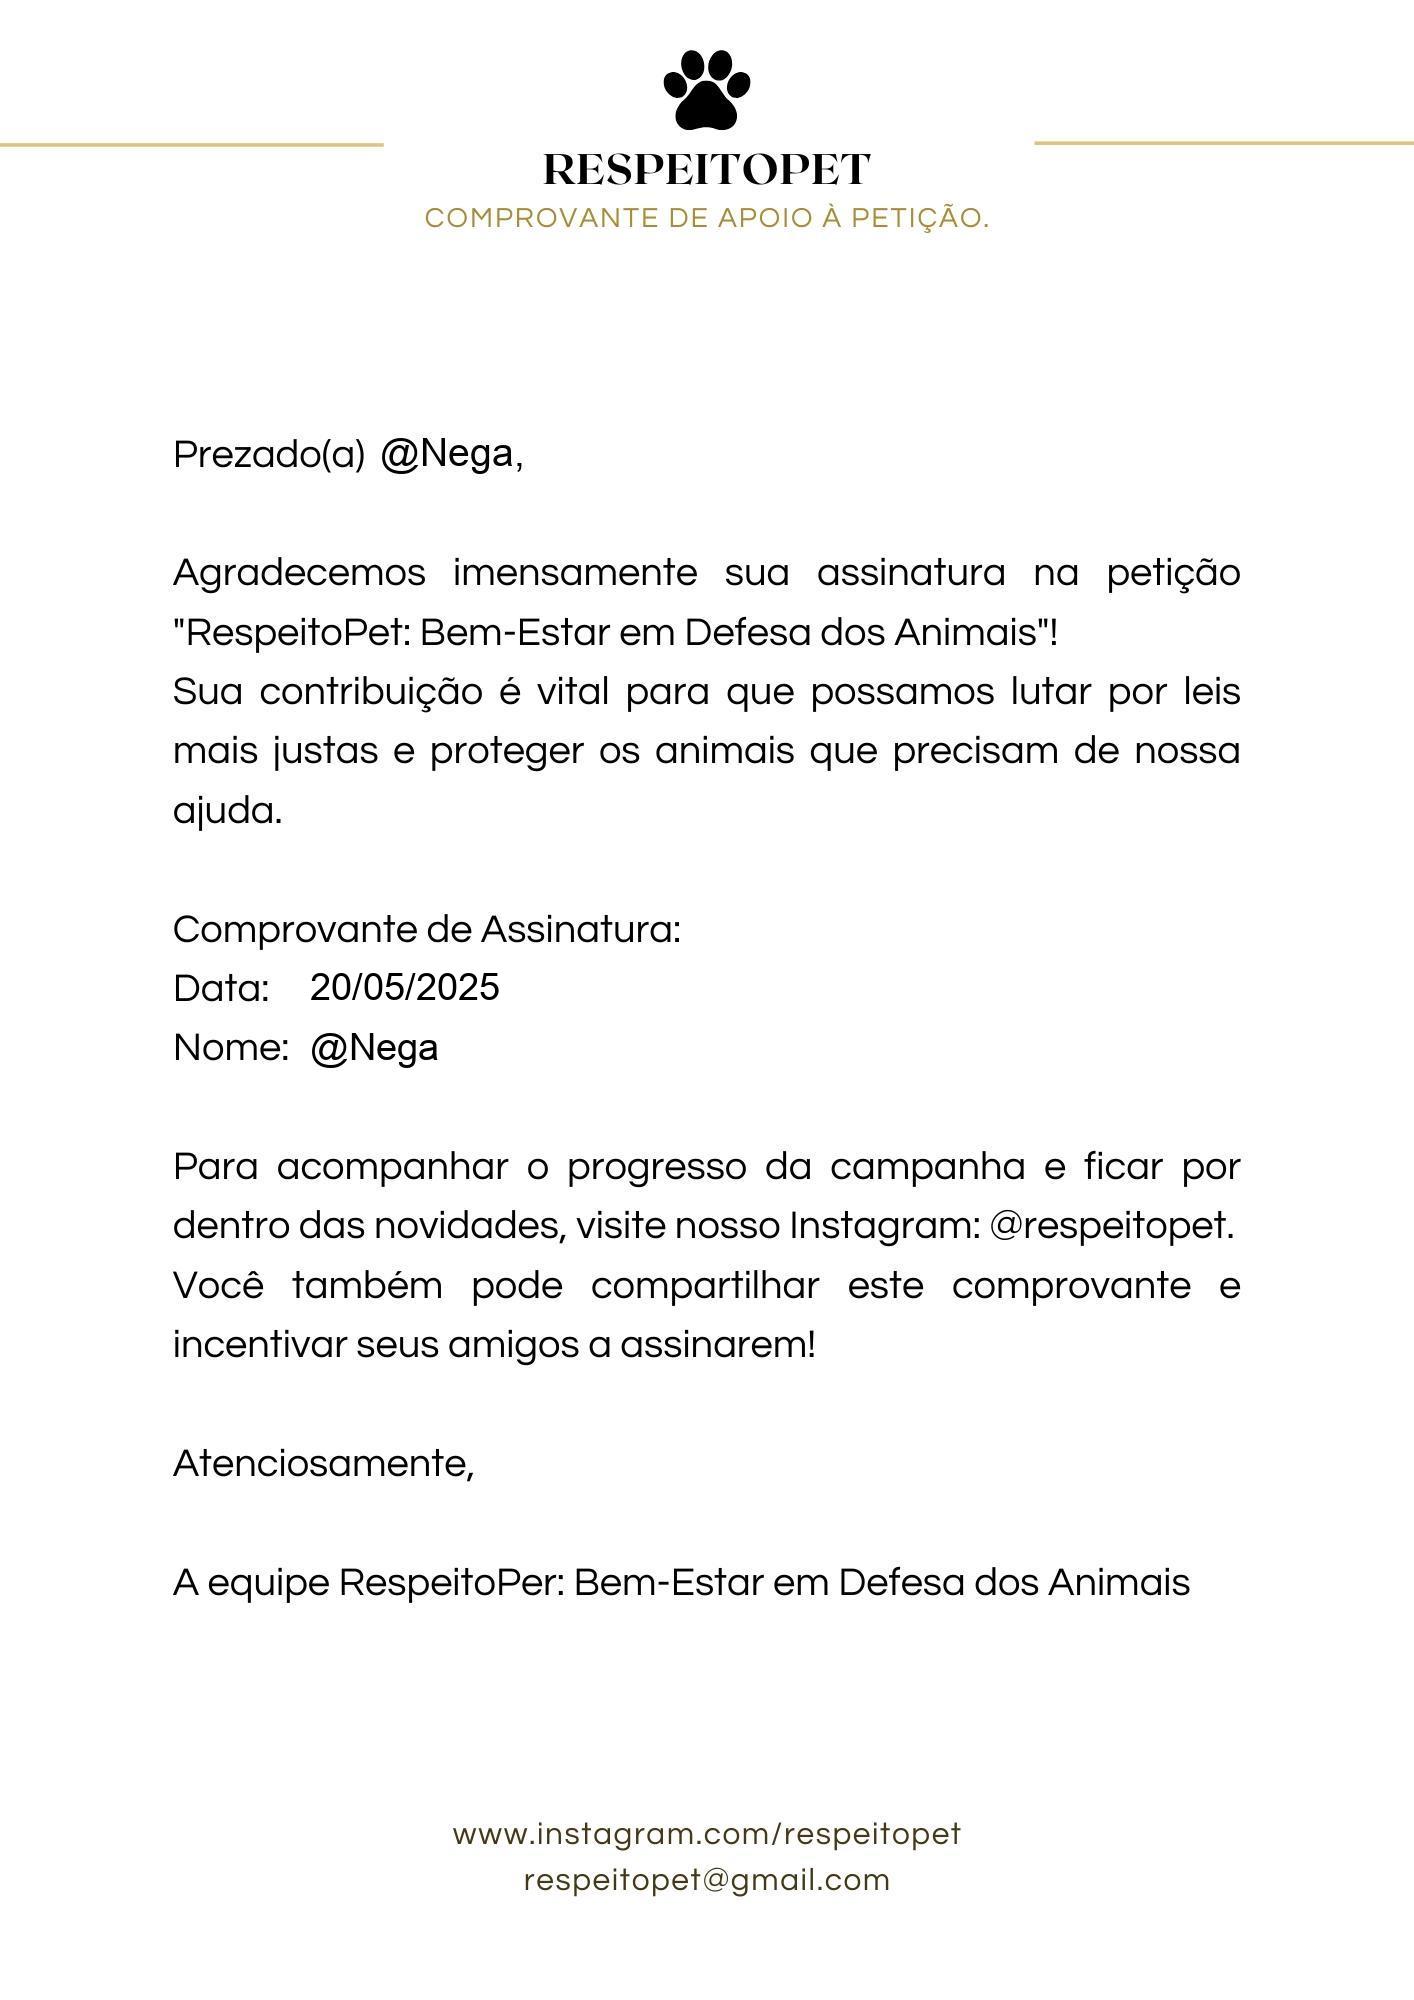 RESPEITOPET
COMPROVANTE DE APOIO À PETIÇÃO.
Prezado(a) @Nega,
Agradecemos imensamente sua assinatura na petição
"RespeitoPet: Bem-Estar em Defesa dos Animais"!
Sua contribuição é vital para que possamos lutar por leis
mais justas e proteger os animais que precisam de nossa
ajuda.
Comprovante de Assinatura:
Data: 20/05/2025
Nome: @Nega
Para acompanhar o progresso da campanha e ficar por
dentro das novidades, visite nosso Instagram: @respeitopet.
Você também pode compartilhar este comprovante e
incentivar seus amigos a assinarem!
Atenciosamente,
A equipe RespeitoPer: Bem-Estar em Defesa dos Animais
www.instagram.com/respeitopet
respeitopet@gmail.com